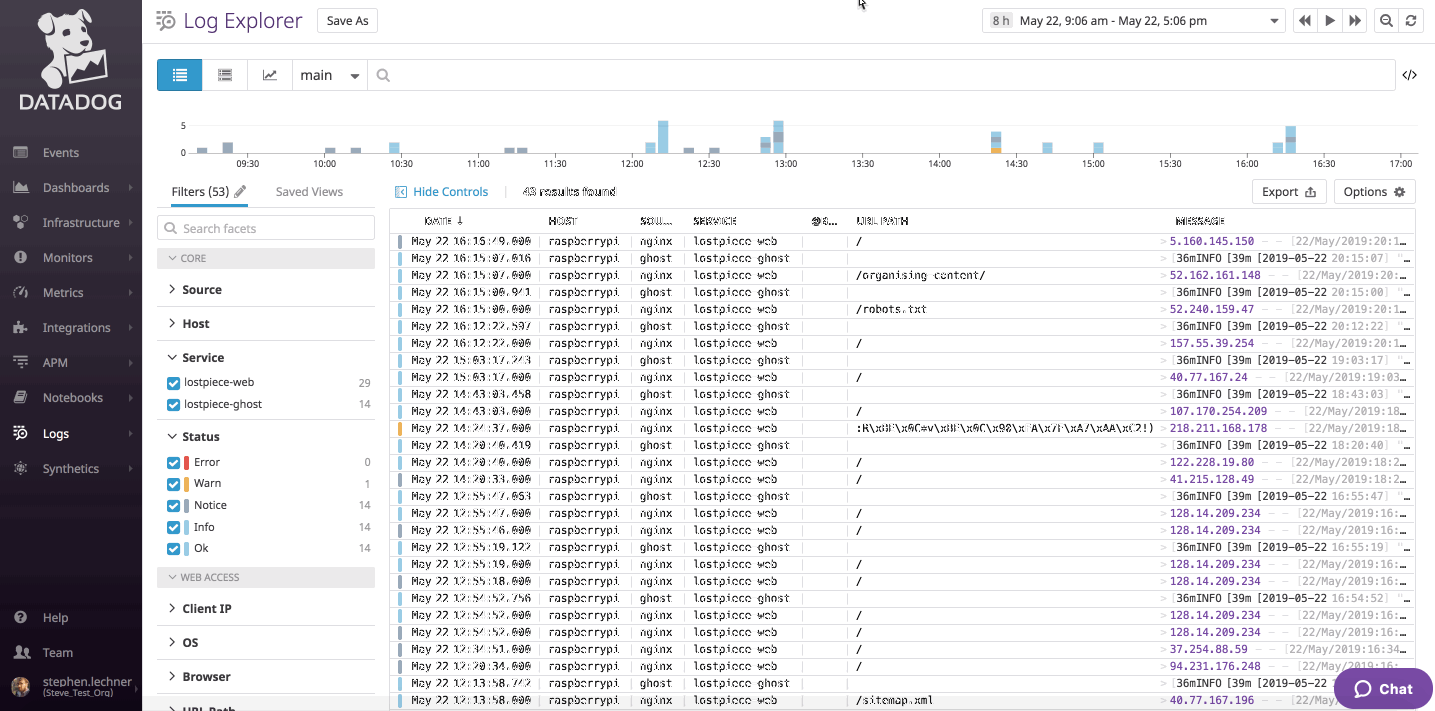 DATADOG
Events
Dashboards
Infrastructure
Monitors
Metrics
Integrations
APM
Notebooks
Logs
Synthetics
Help
Team
stephen.lechner
(Steve_Test_Org)
Log Explorer
Save As
8 h May 22, 9:06 am - May 22, 5:06 pm
main
</>
5
0
09:30 10:00 10:30 11:00 11:30 12:00 12:30 13:00 13:30 14:00 14:30 15:00 15:30 16:00 16:30 17:00
Filters (53) Saved Views
Hide Controls
43 results found
Export
Options
Search facets
CORE
Source
Host
Service
lostpiece-web 29
lostpiece-ghost 14
Status
Error 0
Warn 1
Notice 14
Info 14
Ok 14
WEB ACCESS
Client IP
OS
Browser
URL Path
DATE ↓ HOST SOU... SERVICE URL PATH MESSAGE
May 22 16:16:49.000 raspberrypi nginx lostpiece-web / > 5.160.145.150 - - [22/May/2019:20:1…
May 22 16:15:07.016 raspberrypi ghost lostpiece-ghost > [36mINFO [39m [2019-05-22 20:15:07] "…
May 22 16:15:07.000 raspberrypi nginx lostpiece-web /organising-content/ > 52.162.161.148 - - [22/May/2019:20:…
May 22 16:15:00.941 raspberrypi ghost lostpiece-ghost > [36mINFO [39m [2019-05-22 20:15:00] "…
May 22 16:15:00.000 raspberrypi nginx lostpiece-web /robots.txt > 52.240.159.47 - - [22/May/2019:20:1…
May 22 16:12:22.597 raspberrypi ghost lostpiece-ghost > [36mINFO [39m [2019-05-22 20:12:22] "…
May 22 16:12:22.000 raspberrypi nginx lostpiece-web / > 157.55.39.254 - - [22/May/2019:20:1…
May 22 15:03:17.243 raspberrypi ghost lostpiece-ghost > [36mINFO [39m [2019-05-22 19:03:17] "…
May 22 15:03:17.000 raspberrypi nginx lostpiece-web / > 40.77.167.24 - - [22/May/2019:19:03…
May 22 14:43:03.458 raspberrypi ghost lostpiece-ghost > [36mINFO [39m [2019-05-22 18:43:03] "…
May 22 14:43:03.000 raspberrypi nginx lostpiece-web / > 107.170.254.209 - - [22/May/2019:18…
May 22 14:24:37.000 raspberrypi nginx lostpiece-web > 218.211.168.178 - - [22/May/2019:18…
May 22 14:20:40.419 raspberrypi ghost lostpiece-ghost > [36mINFO [39m [2019-05-22 18:20:40] "…
May 22 14:20:40.000 raspberrypi nginx lostpiece-web / > 122.228.19.80 - - [22/May/2019:18:2…
May 22 14:20:33.000 raspberrypi nginx lostpiece-web / > 41.215.128.49 - - [22/May/2019:18:2…
May 22 12:55:47.053 raspberrypi ghost lostpiece-ghost > [36mINFO [39m [2019-05-22 16:55:47] "…
May 22 12:55:47.000 raspberrypi nginx lostpiece-web / > 128.14.209.234 - - [22/May/2019:16:…
May 22 12:55:46.000 raspberrypi nginx lostpiece-web / > 128.14.209.234 - - [22/May/2019:16:…
May 22 12:55:19.122 raspberrypi ghost lostpiece-ghost > [36mINFO [39m [2019-05-22 16:55:19] "…
May 22 12:55:19.000 raspberrypi nginx lostpiece-web / > 128.14.209.234 - - [22/May/2019:16:…
May 22 12:55:18.000 raspberrypi nginx lostpiece-web / > 128.14.209.234 - - [22/May/2019:16:…
May 22 12:54:52.756 raspberrypi ghost lostpiece-ghost > [36mINFO [39m [2019-05-22 16:54:52] "…
May 22 12:54:52.000 raspberrypi nginx lostpiece-web / > 128.14.209.234 - - [22/May/2019:16:…
May 22 12:54:52.000 raspberrypi nginx lostpiece-web / > 128.14.209.234 - - [22/May/2019:16:…
May 22 12:34:51.000 raspberrypi nginx lostpiece-web / > 37.254.88.59 - - [22/May/2019:16:34…
May 22 12:20:34.000 raspberrypi nginx lostpiece-web / > 94.231.176.248 - - [22/May/2019:16:
May 22 12:13:58.742 raspberrypi ghost lostpiece-ghost > [36mINFO [39m [2019-05-22
May 22 12:13:58.000 raspberrypi nginx lostpiece-web /sitemap.xml > 40.77.167.196 - - [22/May
Chat